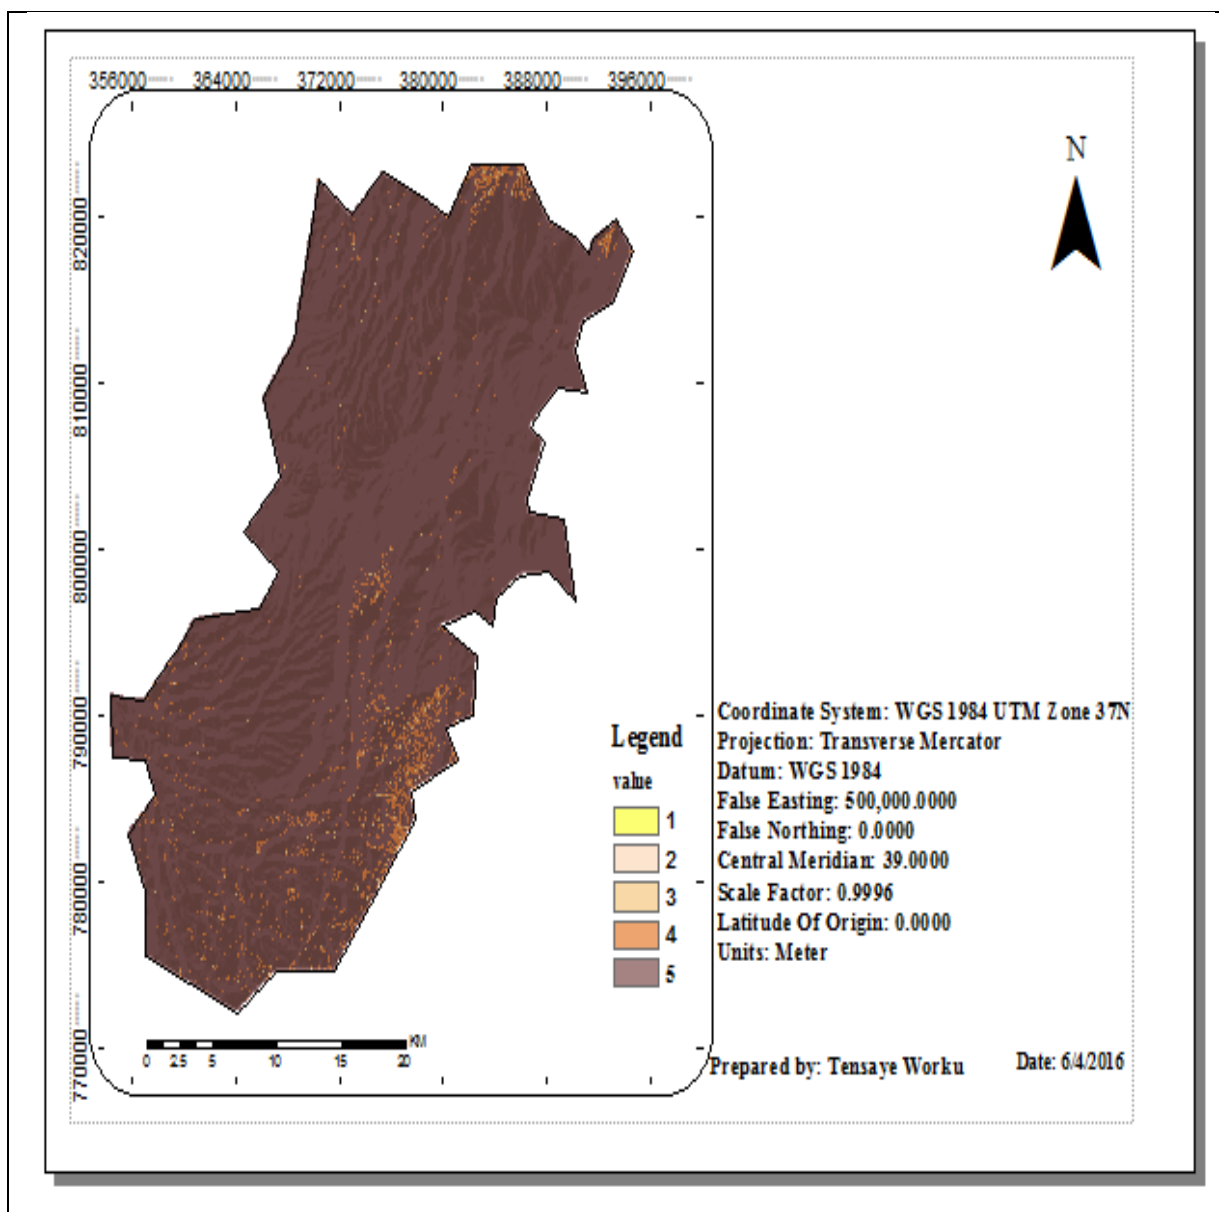 356000 364000 372000 380000 388000 396000
N
820000
810000
800000
790000
780000
770000
Legend
value
1
2
3
4
5
Coordinate System: WGS 1984 UTM Zone 37N
Projection: Transverse Mercator
Datum: WGS 1984
False Easting: 500,000.0000
False Northing: 0.0000
Central Meridian: 39.0000
Scale Factor: 0.9996
Latitude Of Origin: 0.0000
Units: Meter
KM
0 2.5 5 10 15 20
Prepared by: Tensaye Worku
Date: 6/4/2016